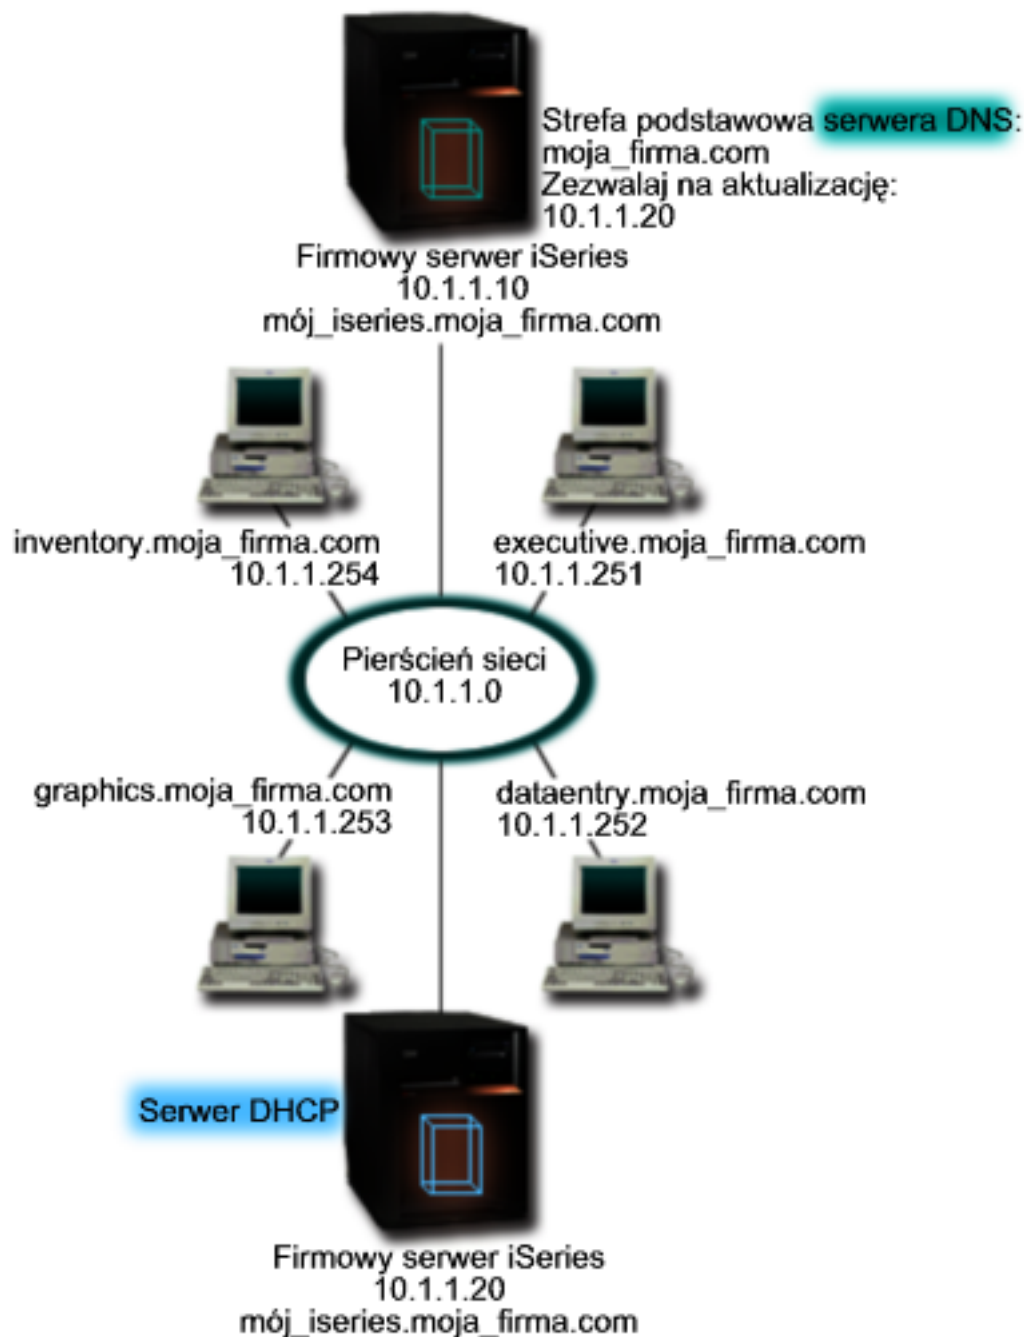 Strefa podstawowa serwera DNS:
moja_firma.com
Zezwalaj na aktualizację:
10.1.1.20
Firmowy serwer iSeries
10.1.1.10
mój_iseries.moja_firma.com
inventory.moja_firma.com
10.1.1.254
executive.moja_firma.com
10.1.1.251
Pierścień sieci
10.1.1.0
graphics.moja_firma.com
10.1.1.253
dataentry.moja_firma.com
10.1.1.252
Serwer DHCP
Firmowy serwer iSeries
10.1.1.20
mój_iseries.moja_firma.com